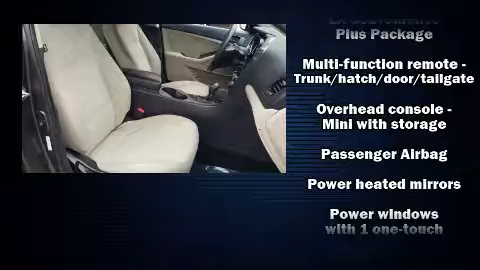 Plus Package
Multi-function remote -
Trunk/hatch/door/tailgate
Overhead console -
Mini with storage
Passenger Airbag
Power heated mirrors
Power windows
with 1 one-touch